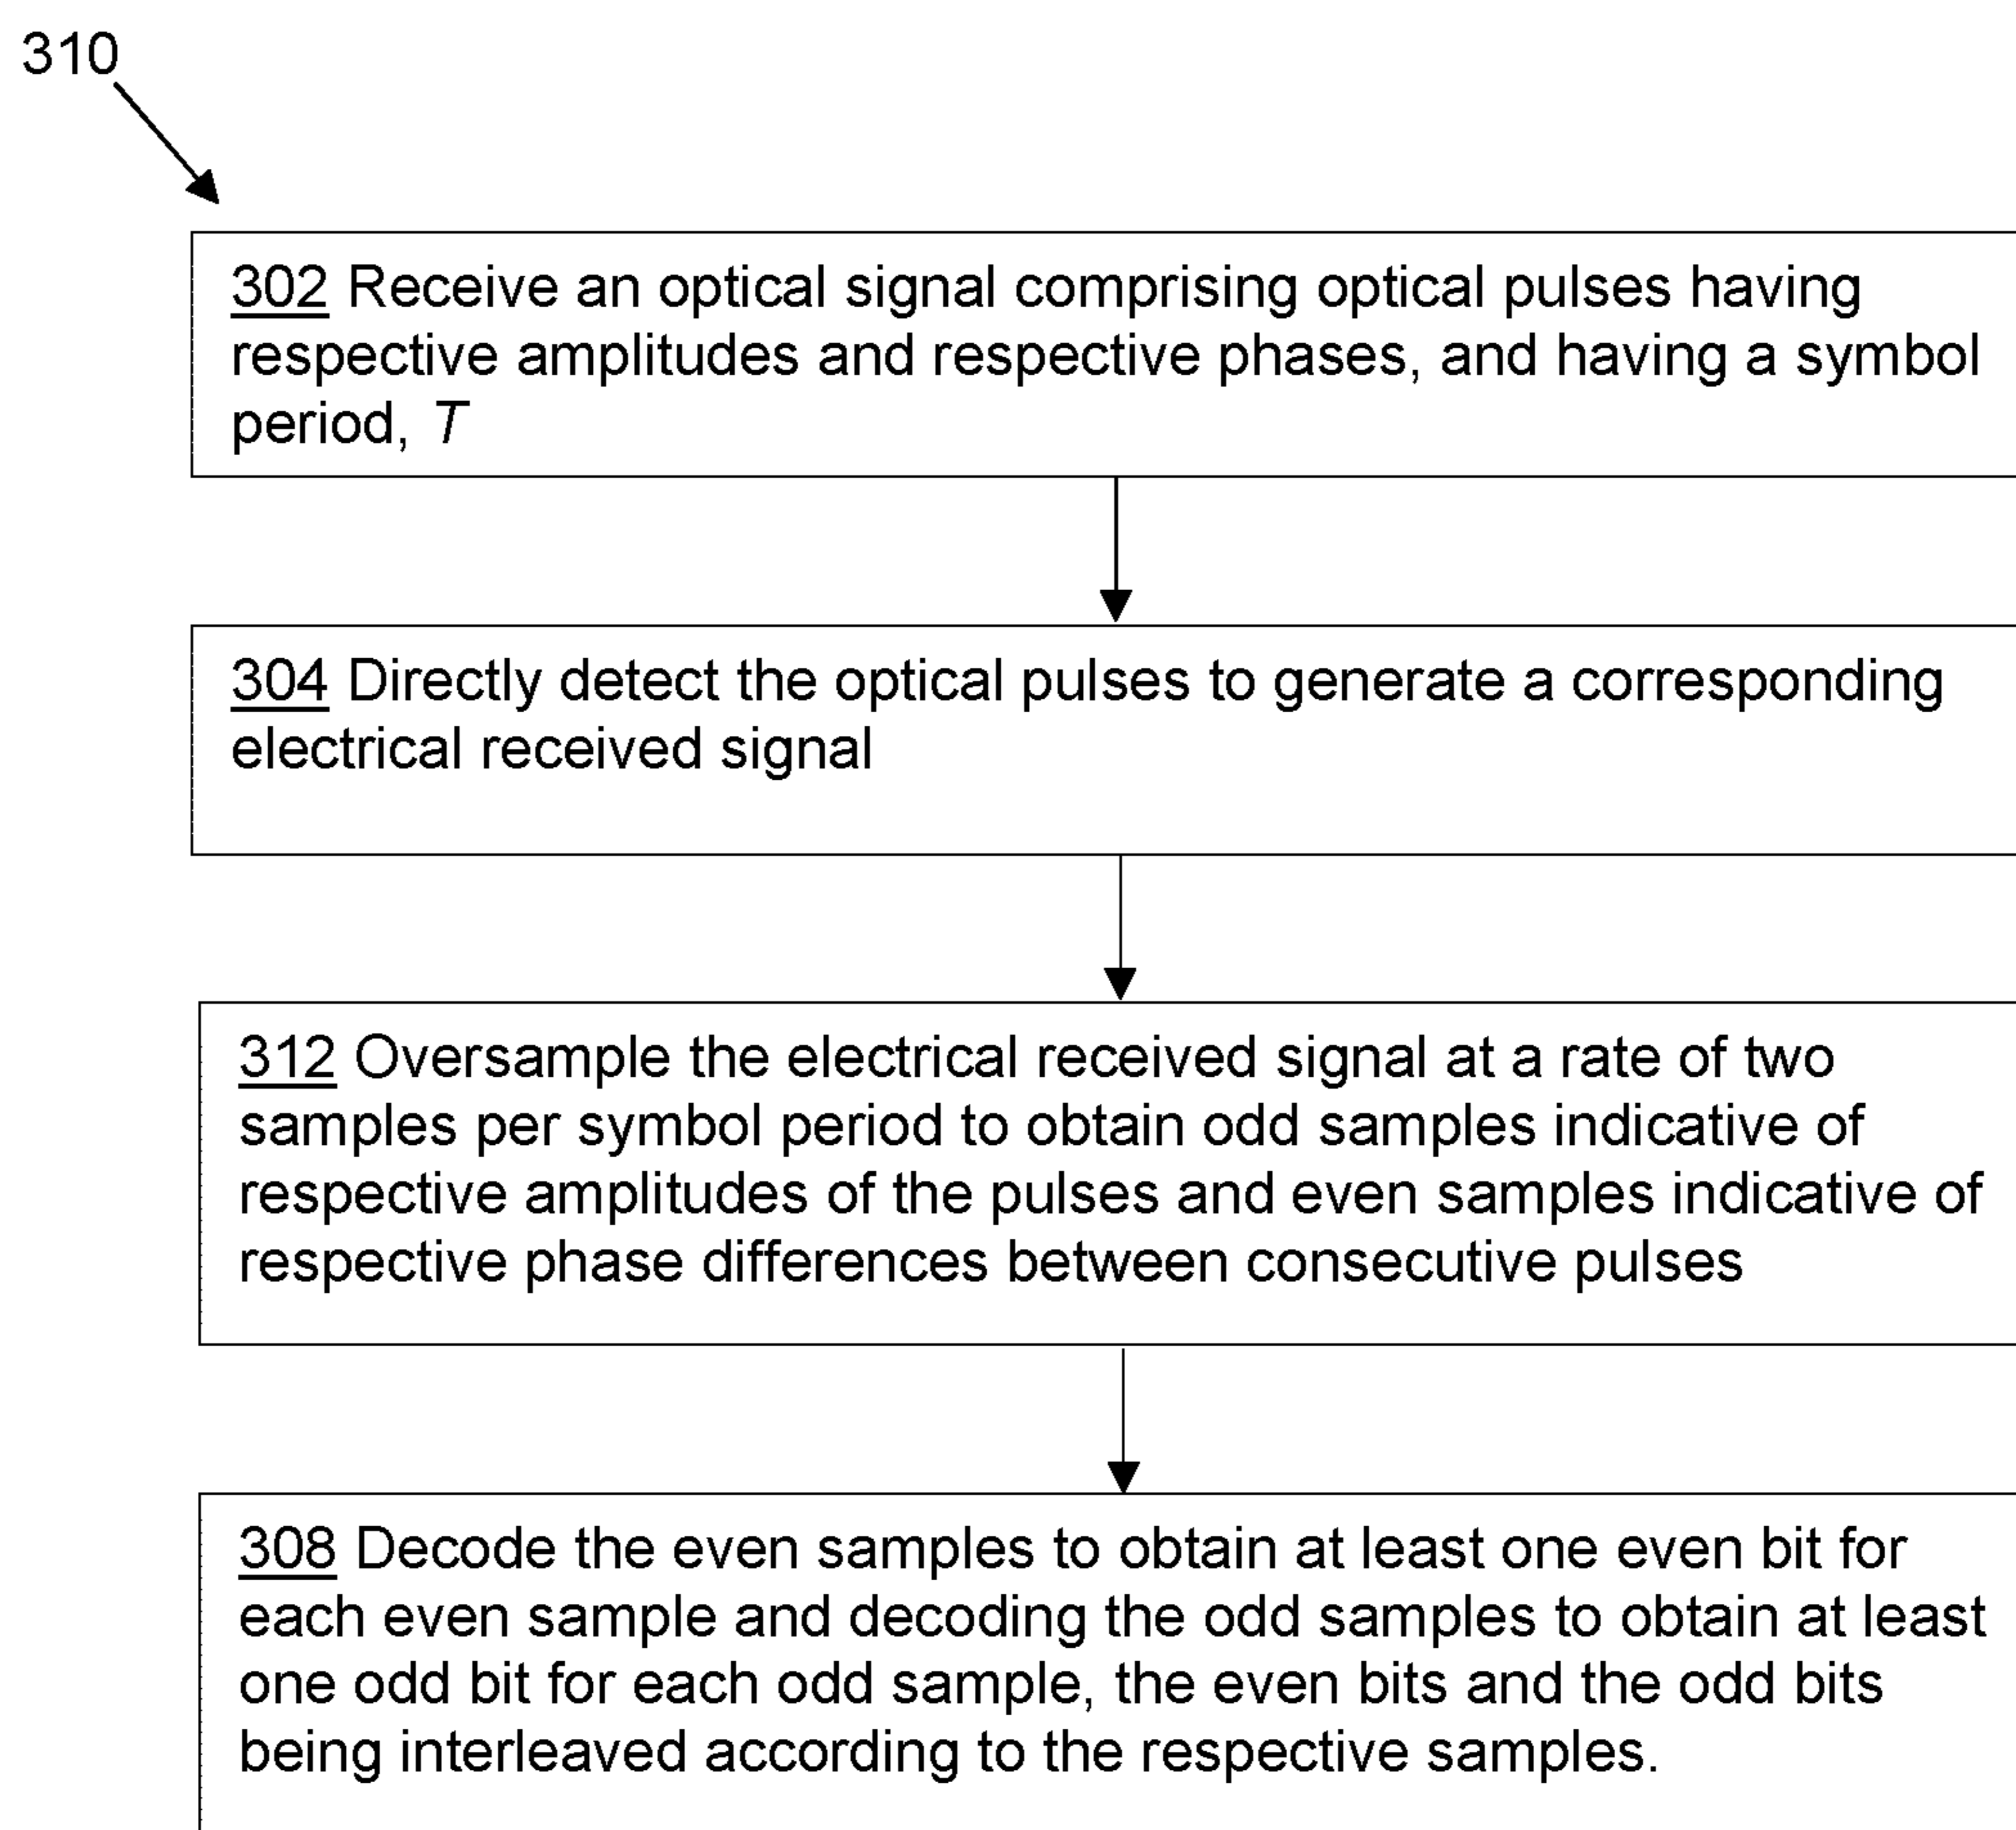 310
302 Receive an optical signal comprising optical pulses having
respective amplitudes and respective phases, and having a symbol
period, T
304 Directly detect the optical pulses to generate a corresponding
electrical received signal
312 Oversample the electrical received signal at a rate of two
samples per symbol period to obtain odd samples indicative of
respective amplitudes of the pulses and even samples indicative of
respective phase differences between consecutive pulses
308 Decode the even samples to obtain at least one even bit for
each even sample and decoding the odd samples to obtain at least
one odd bit for each odd sample, the even bits and the odd bits
being interleaved according to the respective samples.